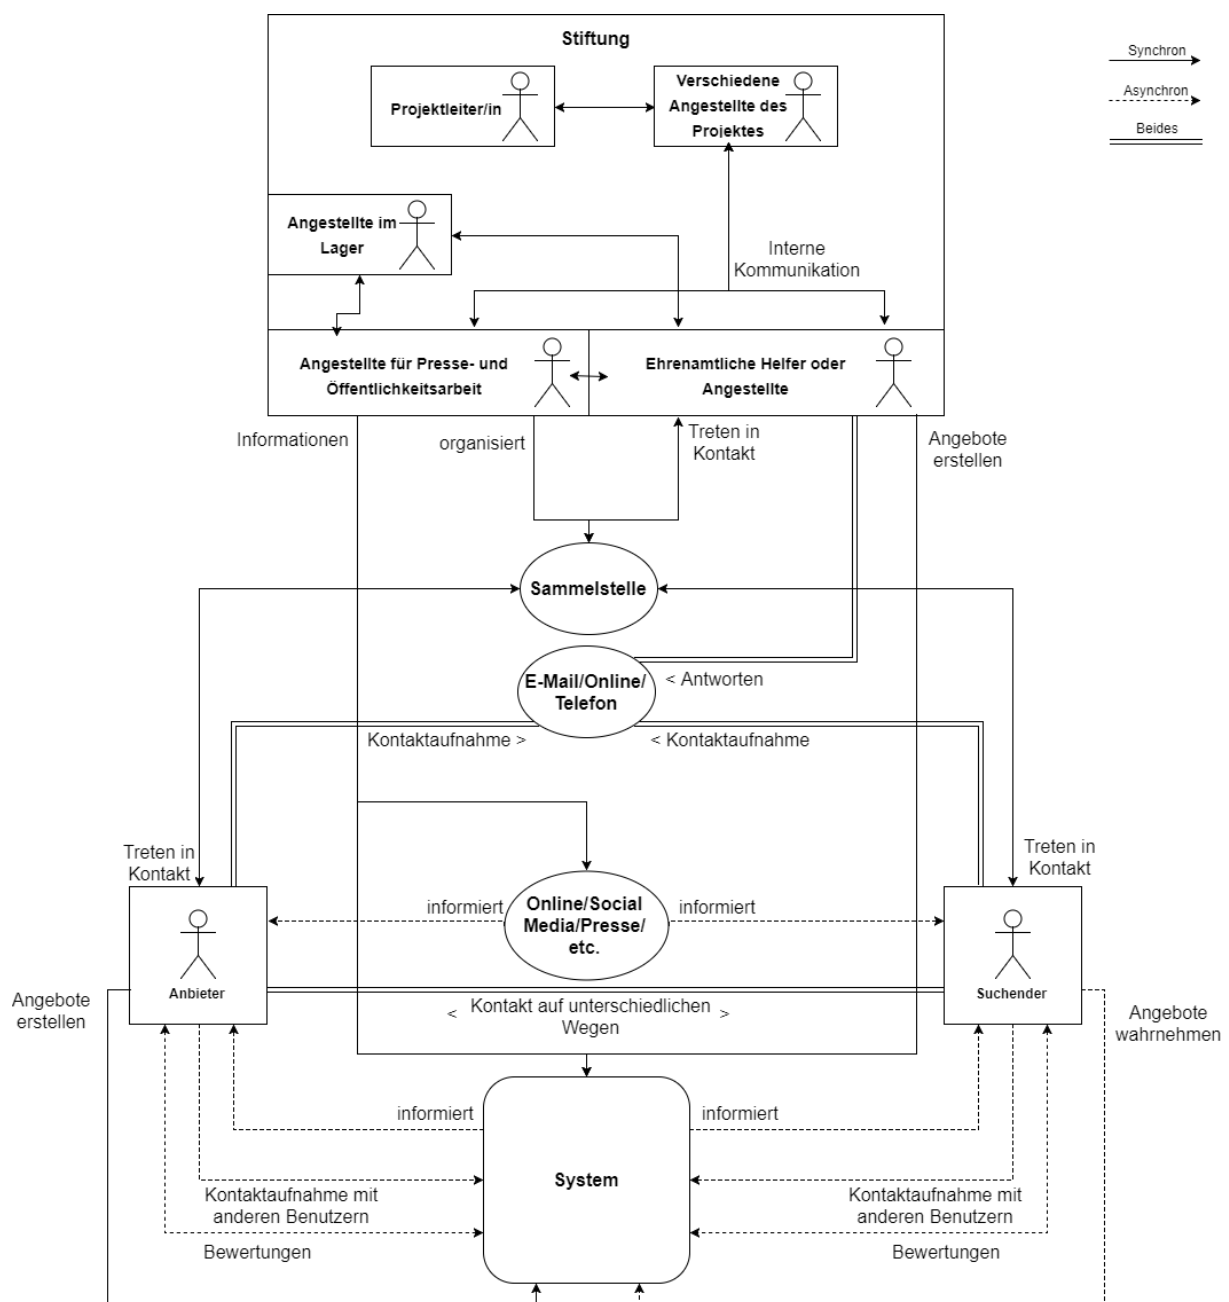 Stiftung
Synchron
Asynchron
Beides
Projektleiter/in
Verschiedene
Angestellte des
Projektes
Angestellte im
Lager
Interne
Kommunikation
Angestellte für Presse- und
Öffentlichkeitsarbeit
Ehrenamtliche Helfer oder
Angestellte
Informationen
organisiert
Treten in
Kontakt
Angebote
erstellen
Sammelstelle
E-Mail/Online/
Telefon
< Antworten
Kontaktaufnahme >
< Kontaktaufnahme
Treten in
Kontakt
Treten in
Kontakt
informiert
Online/Social
Media/Presse/
etc.
informiert
Anbieter
Suchender
Angebote
erstellen
< Kontakt auf unterschiedlichen >
Wegen
Angebote
wahrnehmen
informiert
informiert
System
Kontaktaufnahme mit
anderen Benutzern
Kontaktaufnahme mit
anderen Benutzern
Bewertungen
Bewertungen